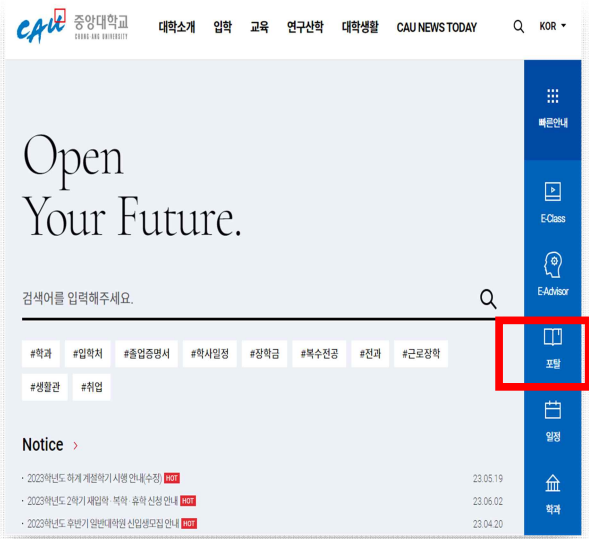 CAU 중앙대학교
CHUNG ANG UNIVERSITY
대학소개 입학 교육 연구산학 대학생활 CAU NEWS TODAY KOR
빠른안내
Open
Your Future.
E-Class
검색어를 입력해주세요.
E-Advisor
#학과 #입학처 #졸업증명서 #학사일정 #장학금 #복수전공 #전과 #근로장학
포탈
#생활관 #취업
일정
Notice >
· 2023학년도 하계 계절학기 시행 안내(수정) HOT 23.05.19
· 2023학년도 2학기 재입학 · 복학 · 휴학 신청 안내 HOT 23.06.02
학과
· 2023학년도 후반기 일반대학원 신입생모집 안내 HOT 23.04.20